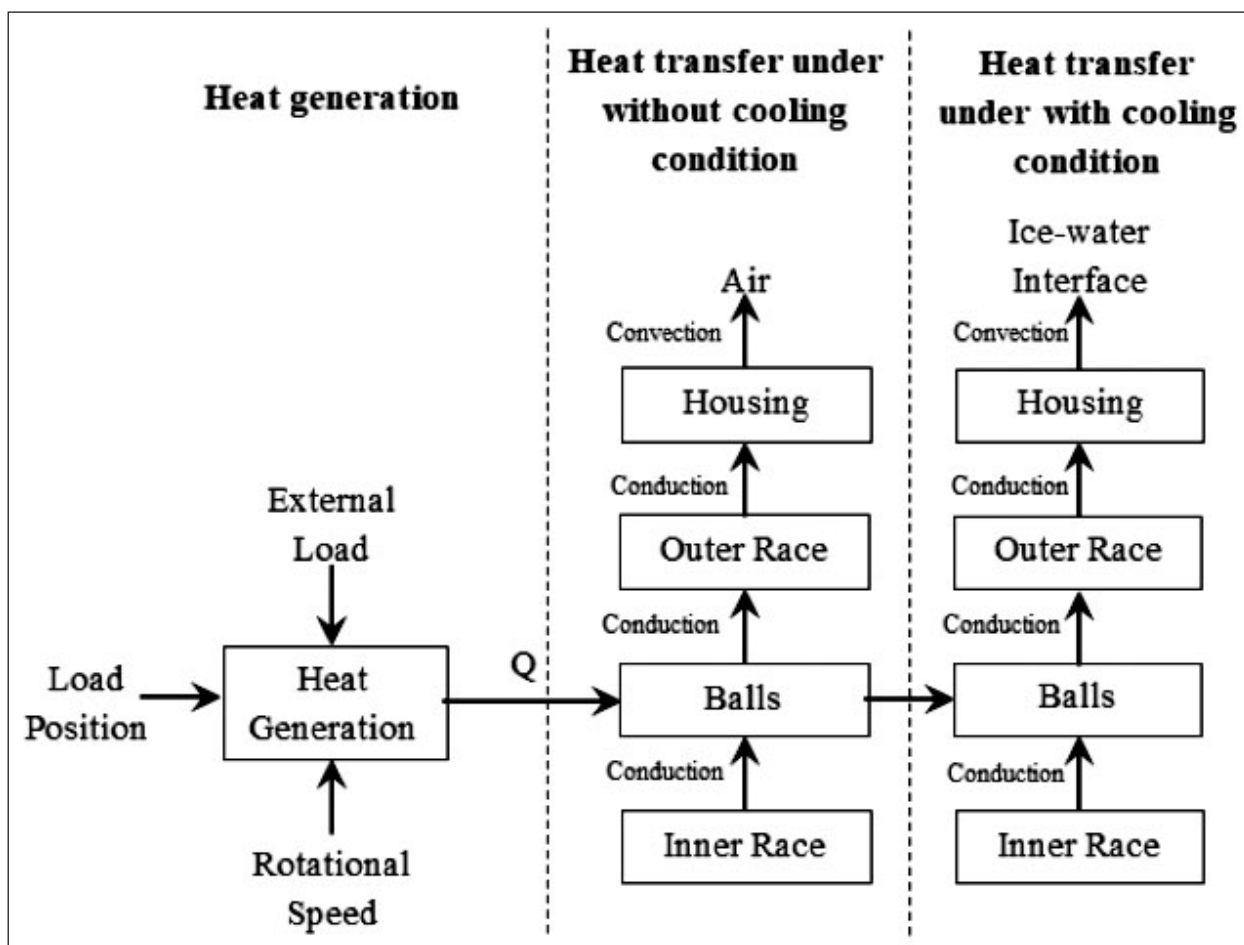 Heat generation
External
Load
Load
Position
Heat
Generation
Rotational
Speed
Q
Heat transfer under
without cooling
condition
Air
Convection
Housing
Conduction
Outer Race
Conduction
Balls
Conduction
Inner Race
Heat transfer
under with cooling
condition
Ice-water
Interface
Convection
Housing
Conduction
Outer Race
Conduction
Balls
Conduction
Inner Race